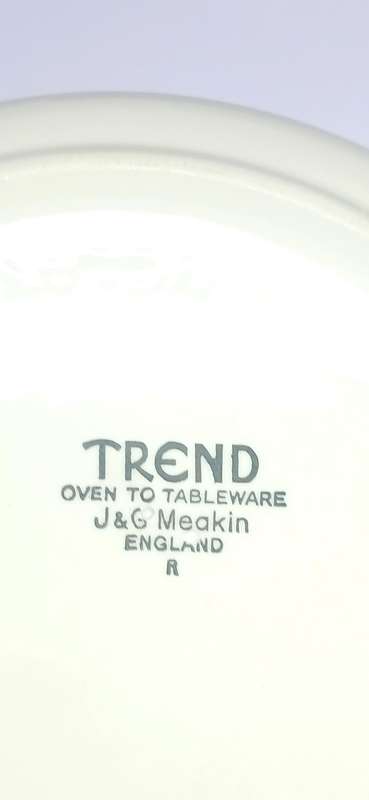 TREND
OVEN TO TABLEWARE
J & G Meakin
ENGLAND
R